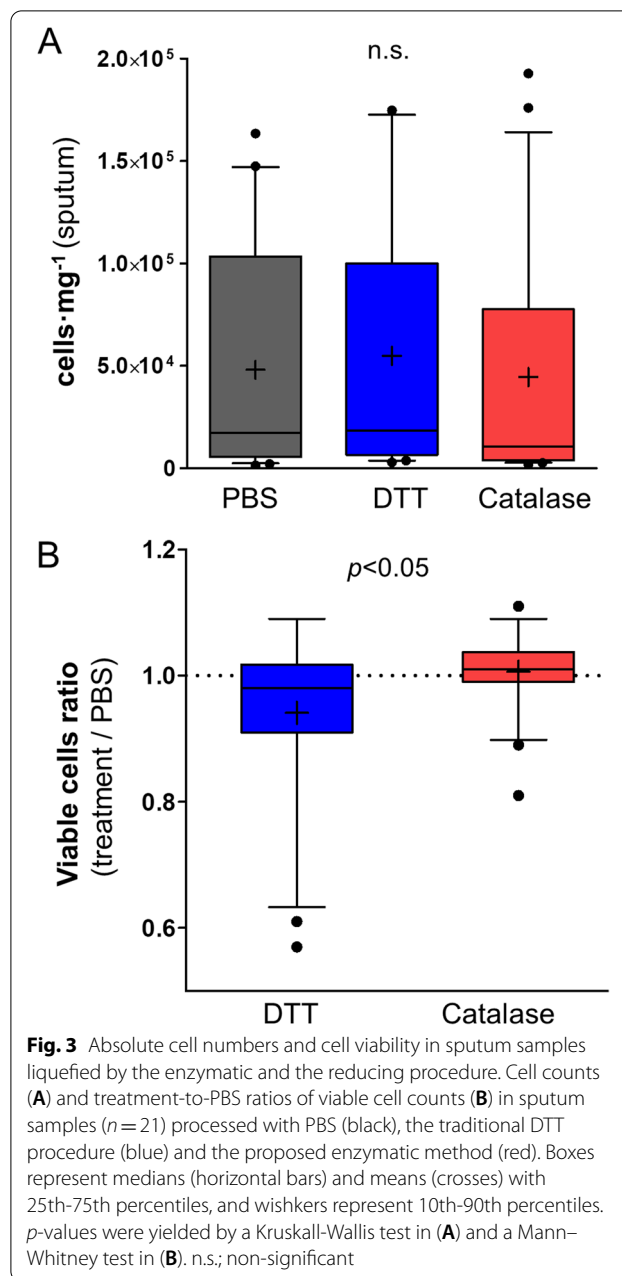 A
n.s.
2.0×10⁵
1.5×10⁵
1.0×10⁵
5.0×10⁴
0
cells·mg⁻¹ (sputum)
PBS DTT Catalase
B
p<0.05
1.2
1.0
0.8
0.6
Viable cells ratio
(treatment / PBS)
DTT Catalase
Fig. 3 Absolute cell numbers and cell viability in sputum samples
liquefied by the enzymatic and the reducing procedure. Cell counts
(A) and treatment-to-PBS ratios of viable cell counts (B) in sputum
samples (n = 21) processed with PBS (black), the traditional DTT
procedure (blue) and the proposed enzymatic method (red). Boxes
represent medians (horizontal bars) and means (crosses) with
25th-75th percentiles, and wishkers represent 10th-90th percentiles.
p-values were yielded by a Kruskall-Wallis test in (A) and a Mann–
Whitney test in (B). n.s.; non-significant